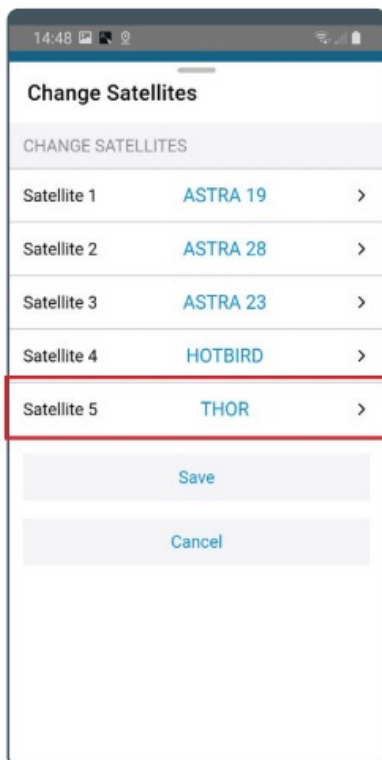 14:48
Change Satellites
CHANGE SATELLITES
Satellite 1 ASTRA 19 >
Satellite 2 ASTRA 28 >
Satellite 3 ASTRA 23 >
Satellite 4 HOTBIRD >
Satellite 5 THOR >
Save
Cancel